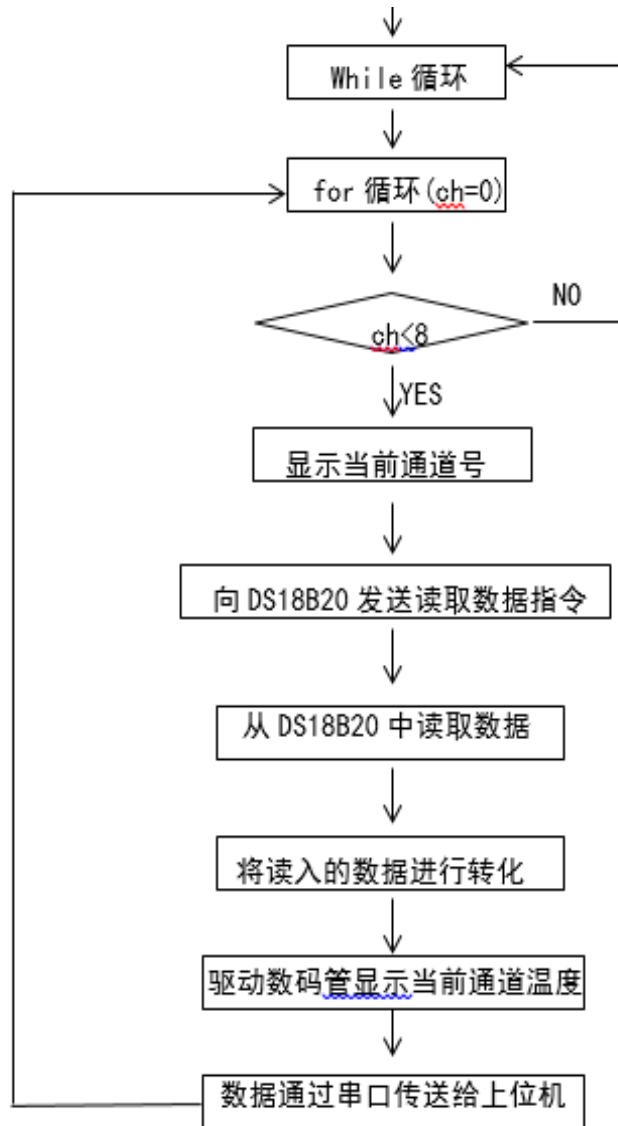 While 循环
for 循环(ch=0)
NO
ch<8
YES
显示当前通道号
向 DS18B20 发送读取数据指令
从 DS18B20 中读取数据
将读入的数据进行转化
驱动数码管显示当前通道温度
数据通过串口传送给上位机